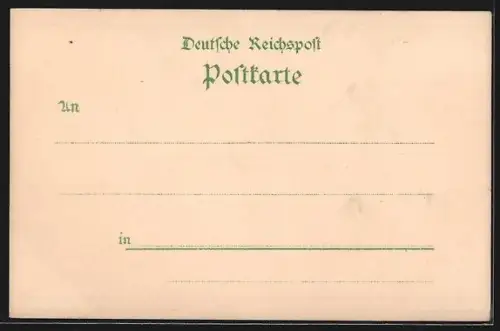 Deutſche Reichspoſt
Poſtkarte
An
in